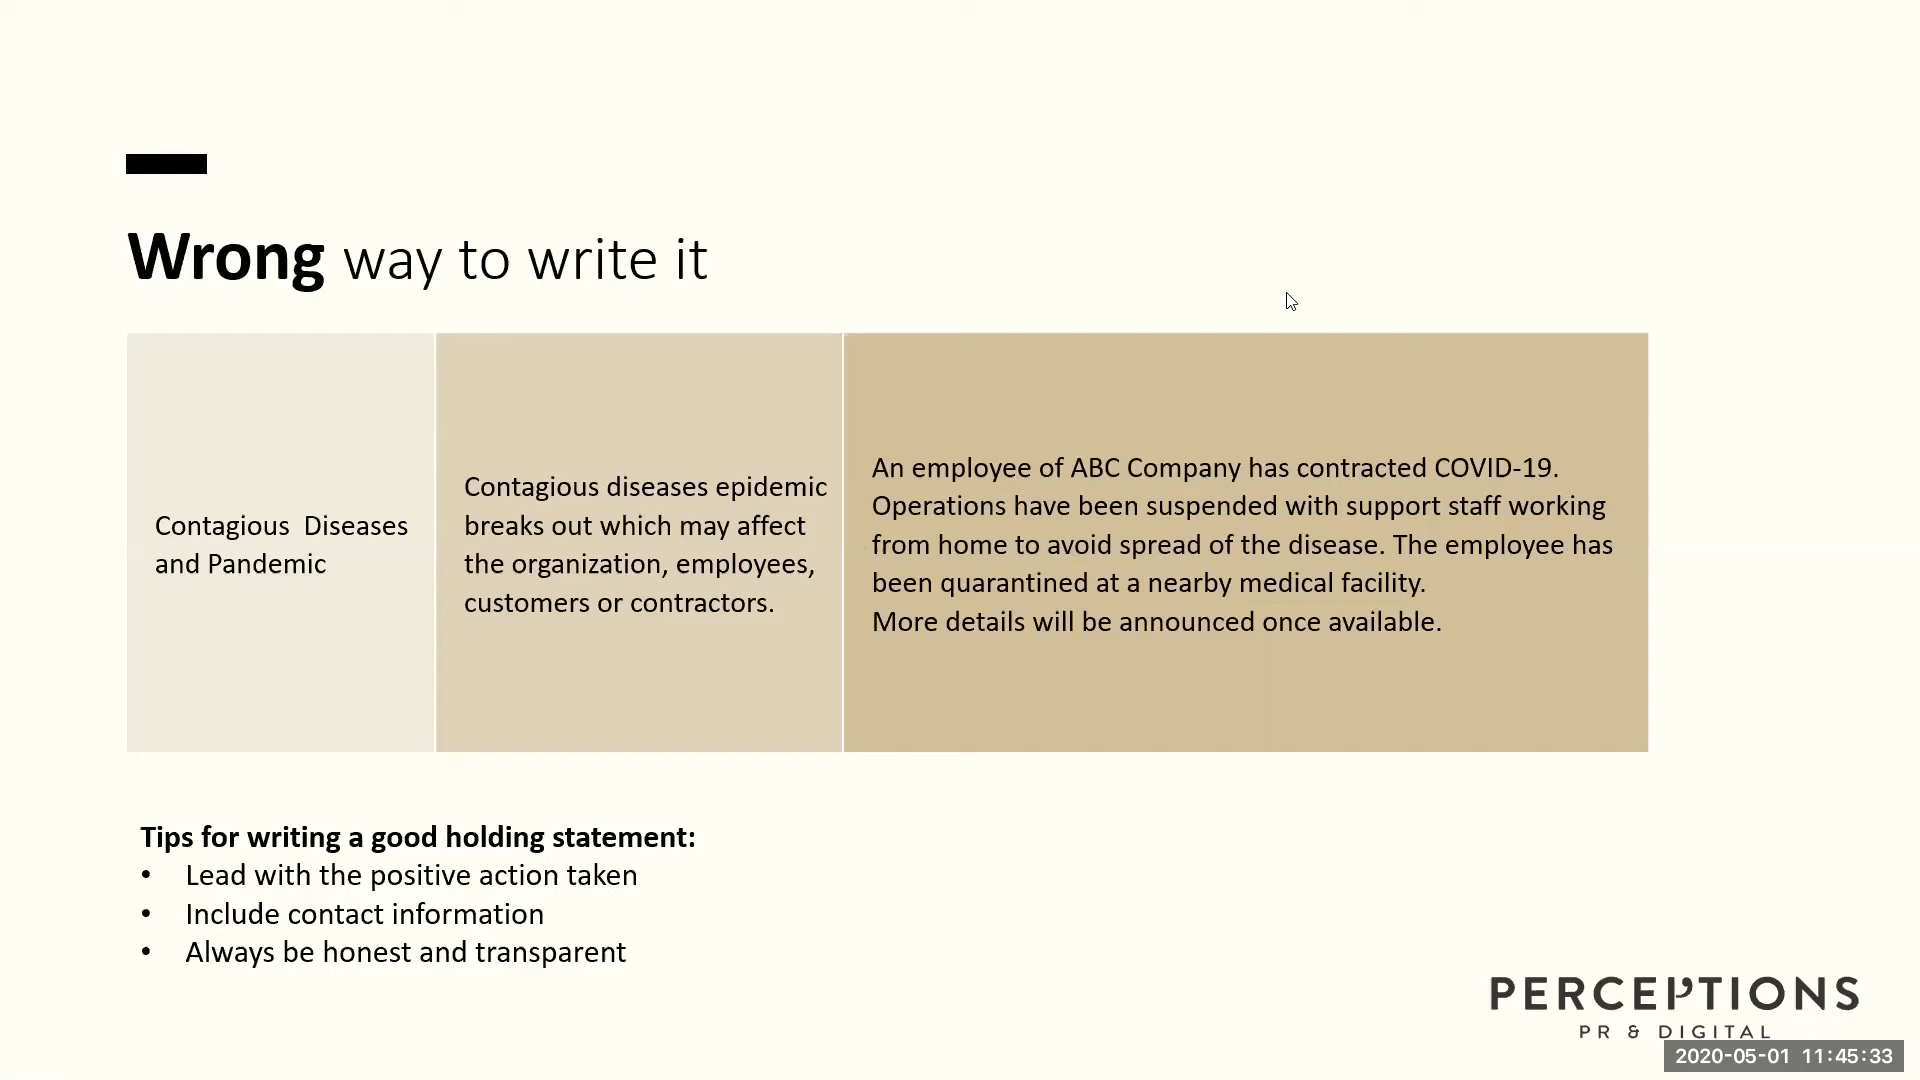 Wrong way to write it
Contagious  Diseases
and Pandemic
Contagious diseases epidemic
breaks out which may affect
the organization, employees,
customers or contractors.
An employee of ABC Company has contracted COVID-19.
Operations have been suspended with support staff working
from home to avoid spread of the disease. The employee has
been quarantined at a nearby medical facility.
More details will be announced once available.
Tips for writing a good holding statement:
• Lead with the positive action taken
• Include contact information
• Always be honest and transparent
PERCEPTIONS
PR & DIGITAL
2020-05-01 11:45:33